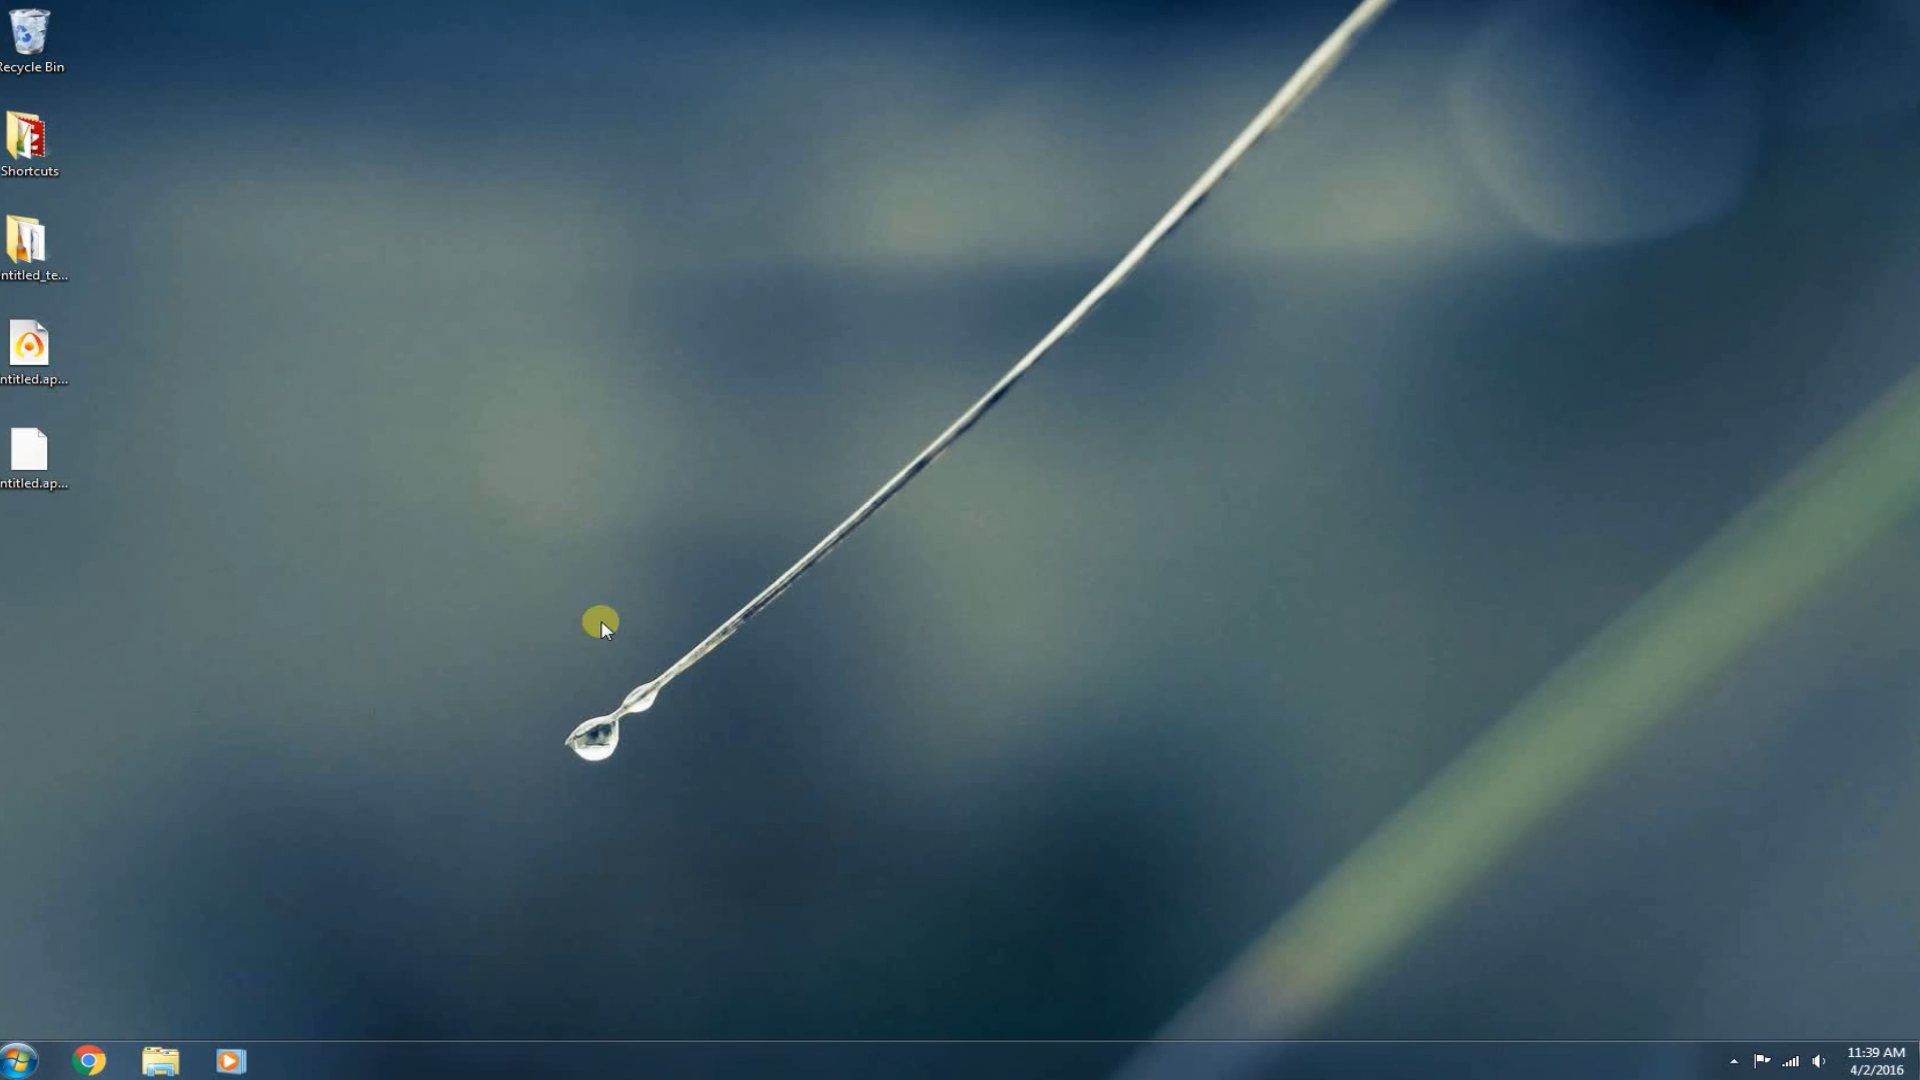 Recycle Bin
Shortcuts
ntitled_te...
ntitled.ap...
ntitled.ap...
11:39 AM
4/2/2016